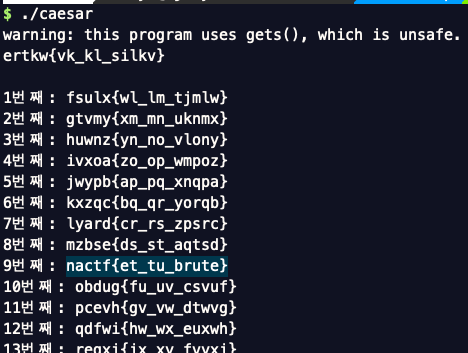 $ ./caesar
warning: this program uses gets(), which is unsafe.
ertkw{vk_kl_silkv}
1번 째 : fsulx{wl_lm_tjmlw}
2번 째 : gtvmy{xm_mn_uknmx}
3번 째 : huwnz{yn_no_vlony}
4번 째 : ivxoa{zo_op_wmpoz}
5번 째 : jwypb{ap_pq_xnqpa}
6번 째 : kxzqc{bq_qr_yorqb}
7번 째 : lyard{cr_rs_zpsrc}
8번 째 : mzbse{ds_st_aqtsd}
9번 째 : nactf{et_tu_brute}
10번 째 : obdug{fu_uv_csvuf}
11번 째 : pcevh{gv_vw_dtwvg}
12번 째 : qdfwi{hw_wx_euxwh}
13번 째 : regxj{ix_xy_fvyxi}